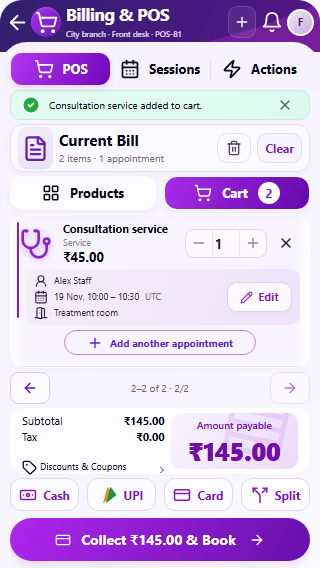 Billing & POS
City branch · Front desk · POS-81
F
POS
Sessions
Actions
Consultation service added to cart.
Current Bill
2 items · 1 appointment
Clear
Products
Cart 2
Consultation service
Service
₹45.00
1
Alex Staff
19 Nov, 10:00 – 10:30 UTC
Treatment room
Edit
Add another appointment
2–2 of 2 · 2/2
Subtotal ₹145.00
Tax ₹0.00
Discounts & Coupons
Amount payable
₹145.00
Cash
UPI
Card
Split
Collect ₹145.00 & Book